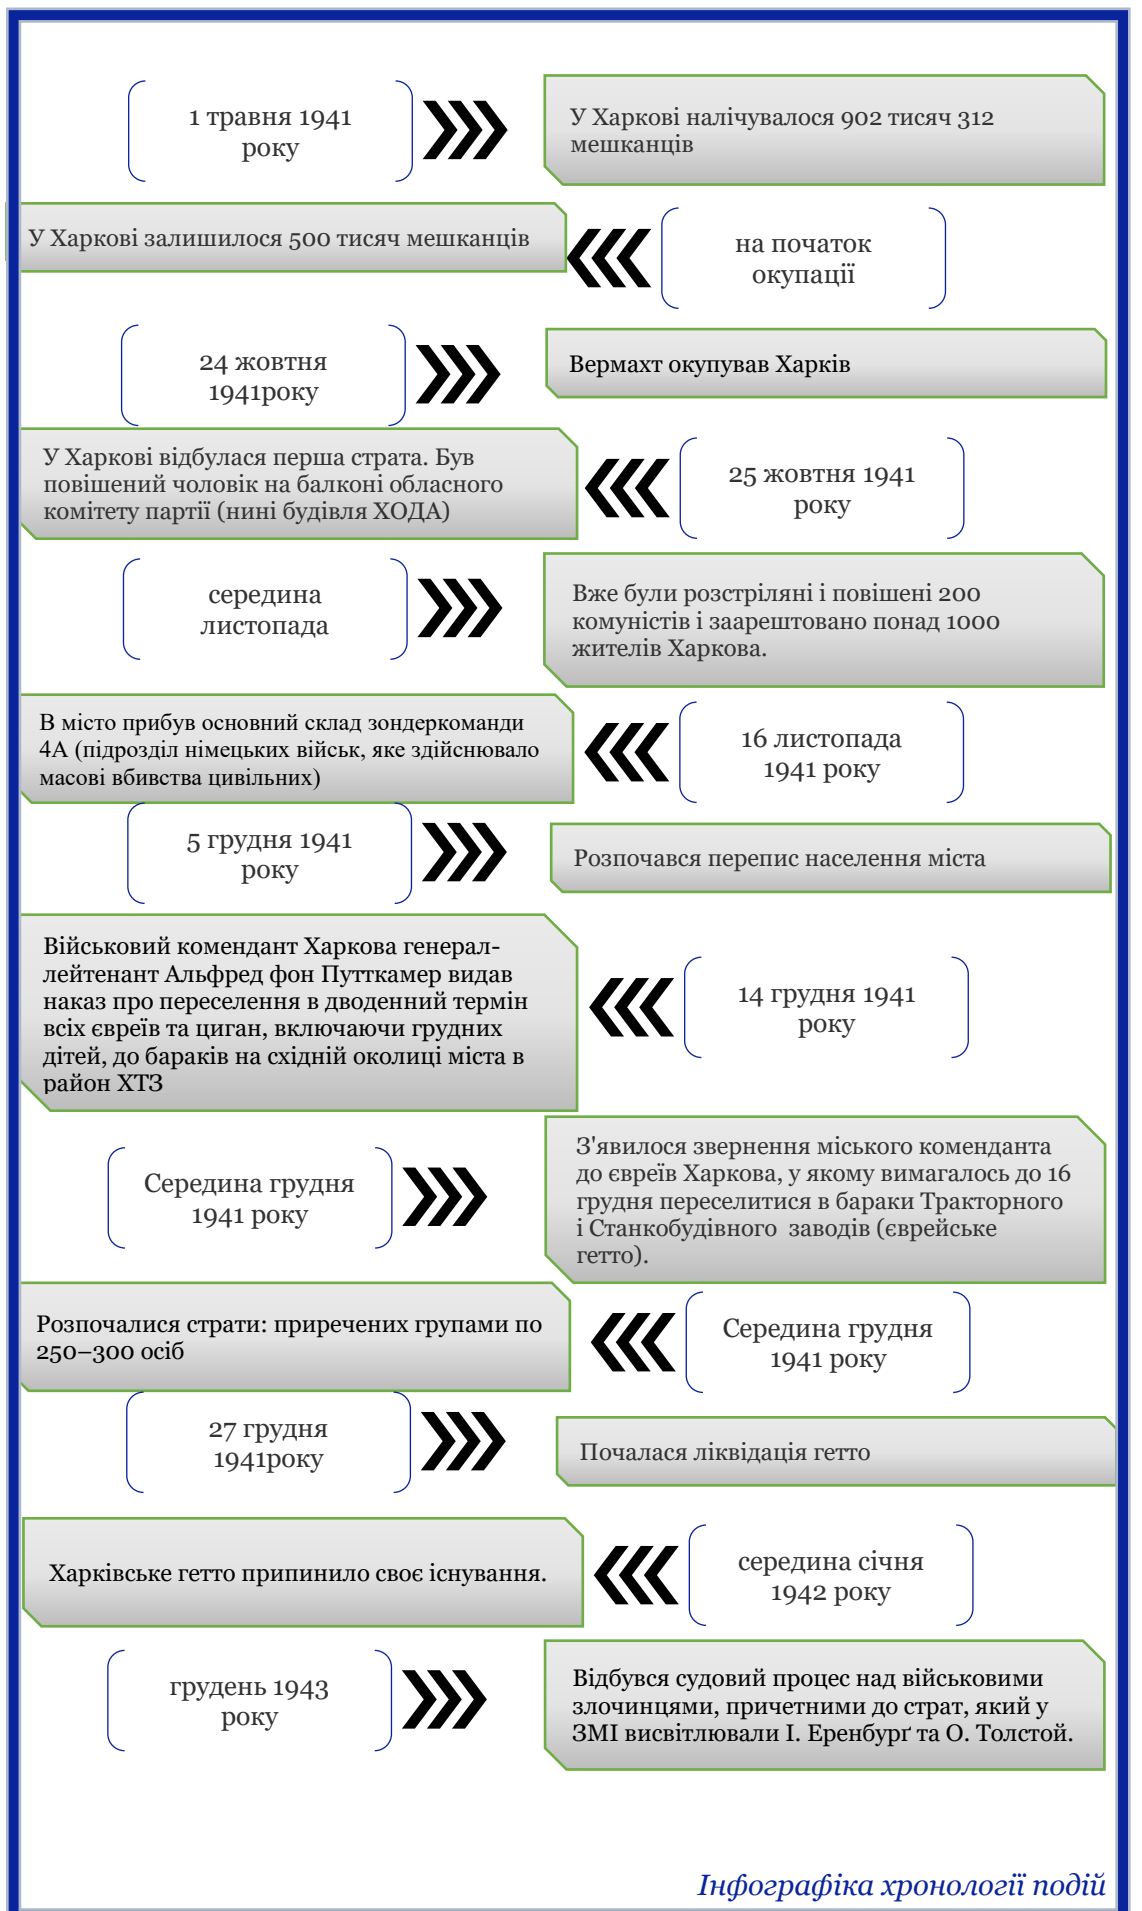 1 травня 1941
року
У Харкові налічувалося 902 тисяч 312
мешканців
У Харкові залишилося 500 тисяч мешканців
на початок
окупації
24 жовтня
1941року
Вермахт окупував Харків
У Харкові відбулася перша страта. Був
повішений чоловік на балконі обласного
комітету партії (нині будівля ХОДА)
25 жовтня 1941
року
середина
листопада
Вже були розстріляні і повішені 200
комуністів і заарештовано понад 1000
жителів Харкова.
В місто прибув основний склад зондеркоманди
4А (підрозділ німецьких військ, яке здійснювало
масові вбивства цивільних)
16 листопада
1941 року
5 грудня 1941
року
Розпочався перепис населення міста
Військовий комендант Харкова генерал-
лейтенант Альфред фон Путткамер видав
наказ про переселення в дводенний термін
всіх євреїв та циган, включаючи грудних
дітей, до бараків на східній околиці міста в
район ХТЗ
14 грудня 1941
року
Середина грудня
1941 року
З'явилося звернення міського коменданта
до євреїв Харкова, у якому вимагалось до 16
грудня переселитися в бараки Тракторного
і Станкобудівного  заводів (єврейське
гетто).
Розпочалися страти: приречених групами по
250–300 осіб
Середина грудня
1941 року
27 грудня
1941року
Почалася ліквідація гетто
Харківське гетто припинило своє існування.
середина січня
1942 року
грудень 1943
року
Відбувся судовий процес над військовими
злочинцями, причетними до страт, який у
ЗМІ висвітлювали І. Еренбурґ та О. Толстой.
Інфографіка хронології подій